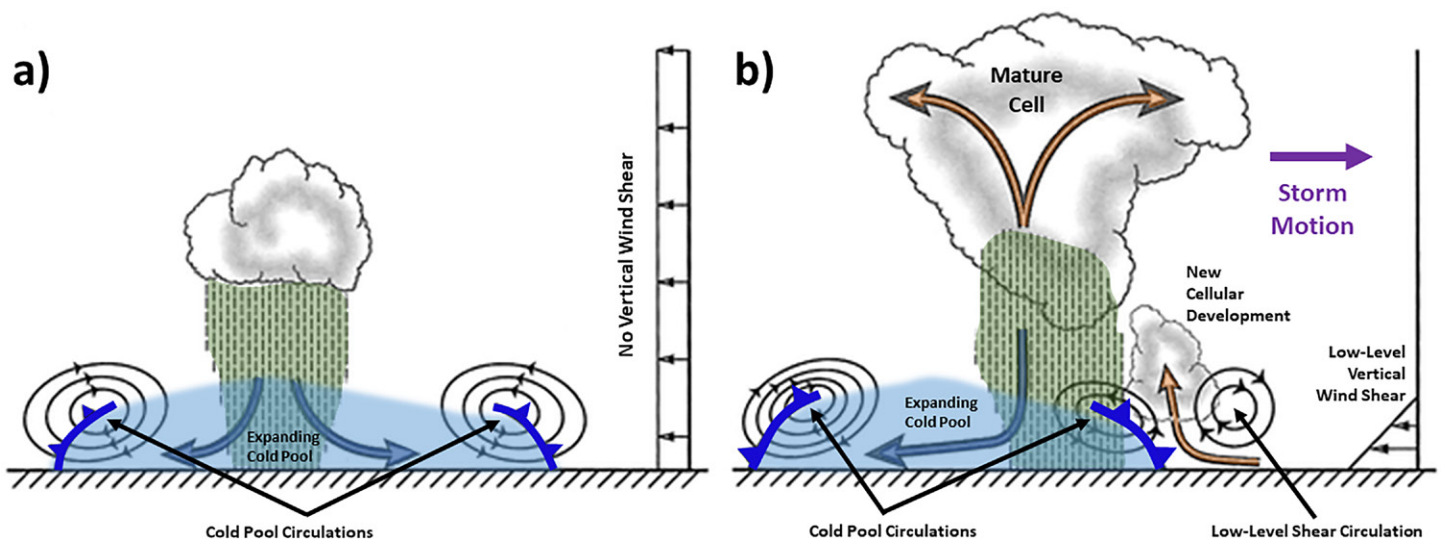 a)
No Vertical Wind Shear
Expanding
Cold Pool
Cold Pool Circulations
b)
Mature
Cell
Storm
Motion
New
Cellular
Development
Low-Level
Vertical
Wind Shear
Expanding
Cold Pool
Cold Pool Circulations
Low-Level Shear Circulation